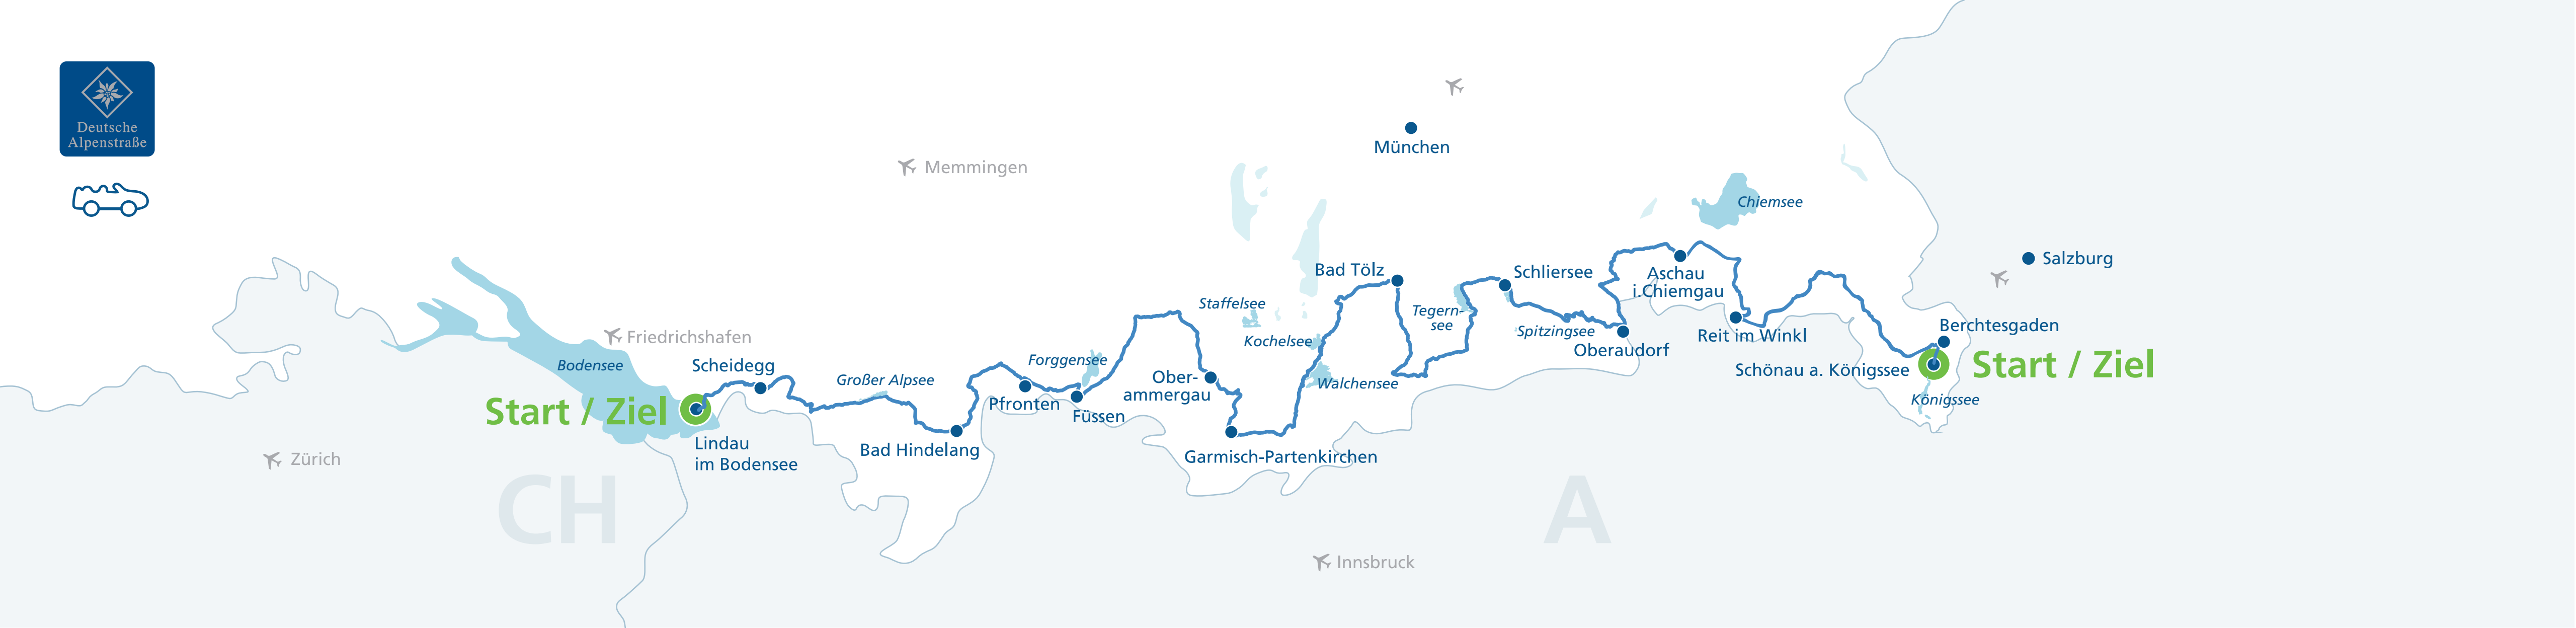 Deutsche
Alpenstraße
München
Memmingen
Chiemsee
Salzburg
Bad Tölz
Schliersee
Aschau
i.Chiemgau
Staffelsee
Tegern-
see
Spitzingsee
Kochelsee
Oberaudorf
Reit im Winkl
Berchtesgaden
Friedrichshafen
Bodensee
Scheidegg
Forggensee
Großer Alpsee
Ober-
ammergau
Walchensee
Schönau a. Königssee
Start / Ziel
Königssee
Pfronten
Füssen
Start / Ziel
Lindau
im Bodensee
Bad Hindelang
Garmisch-Partenkirchen
Zürich
CH
A
Innsbruck